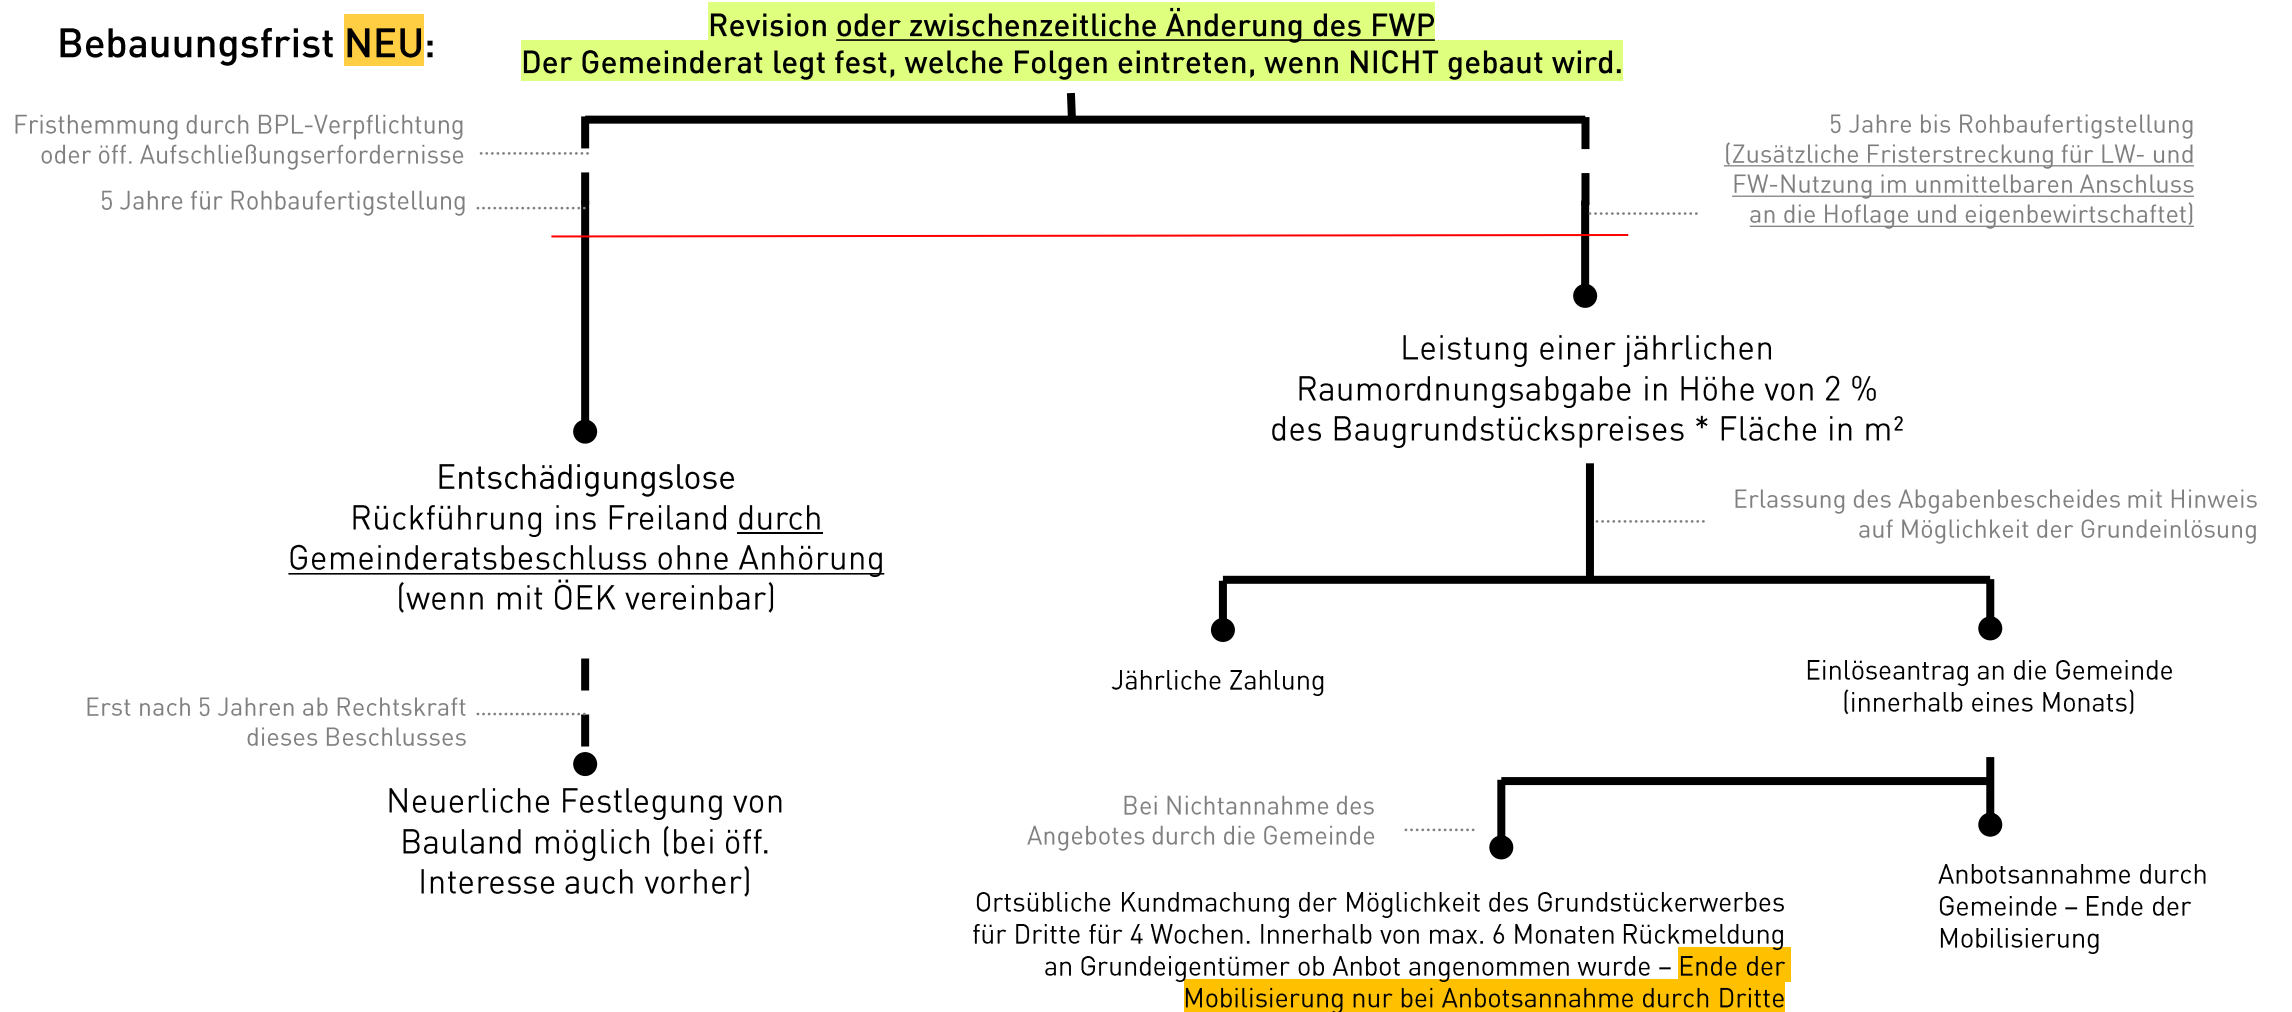 Bebauungsfrist NEU:
Revision oder zwischenzeitliche Änderung des FWP
Der Gemeinderat legt fest, welche Folgen eintreten, wenn NICHT gebaut wird.
Fristhemmung durch BPL-Verpflichtung
oder öff. Aufschließungserfordernisse
5 Jahre für Rohbaufertigstellung
5 Jahre bis Rohbaufertigstellung
(Zusätzliche Fristerstreckung für LW- und
FW-Nutzung im unmittelbaren Anschluss
an die Hoflage und eigenbewirtschaftet)
Leistung einer jährlichen
Raumordnungsabgabe in Höhe von 2 %
des Baugrundstückspreises * Fläche in m²
Entschädigungslose
Rückführung ins Freiland durch
Gemeinderatsbeschluss ohne Anhörung
(wenn mit ÖEK vereinbar)
Erlassung des Abgabenbescheides mit Hinweis
auf Möglichkeit der Grundeinlösung
Jährliche Zahlung
Einlöseantrag an die Gemeinde
(innerhalb eines Monats)
Erst nach 5 Jahren ab Rechtskraft
dieses Beschlusses
Neuerliche Festlegung von
Bauland möglich (bei öff.
Interesse auch vorher)
Bei Nichtannahme des
Angebotes durch die Gemeinde
Ortsübliche Kundmachung der Möglichkeit des Grundstückerwerbes
für Dritte für 4 Wochen. Innerhalb von max. 6 Monaten Rückmeldung
an Grundeigentümer ob Anbot angenommen wurde – Ende der
Mobilisierung nur bei Anbotsannahme durch Dritte
Anbotsannahme durch
Gemeinde – Ende der
Mobilisierung